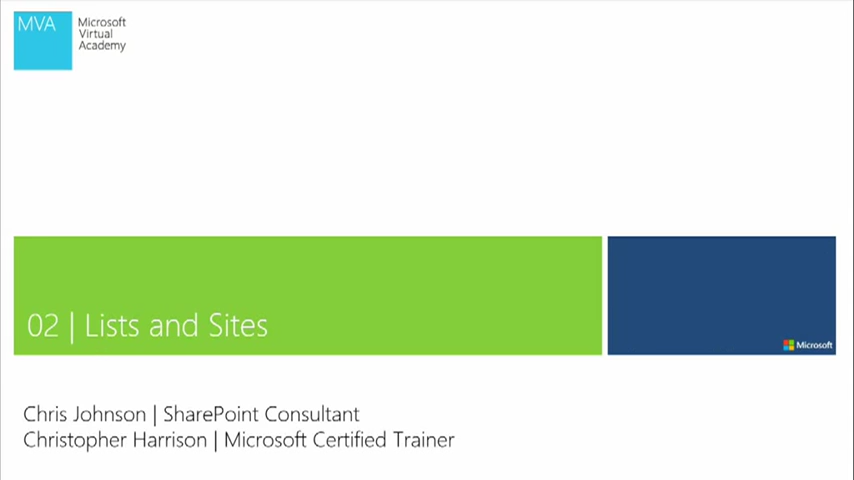 MVA
Microsoft
Virtual
Academy
02 | Lists and Sites
Microsoft
Chris Johnson | SharePoint Consultant
Christopher Harrison | Microsoft Certified Trainer